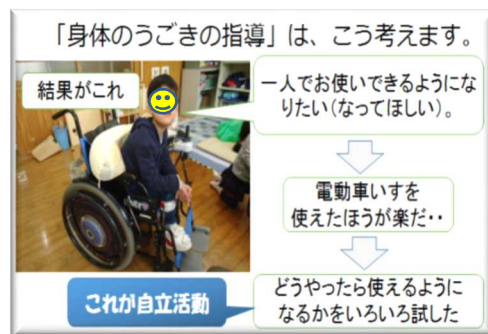 「身体のうごきの指導」は、こう考えます。
結果がこれ
一人でお使いできるようにな
りたい（なってほしい）。
電動車いすを
使えたほうが楽だ・・
どうやったら使えるように
なるかをいろいろ試した
これが自立活動